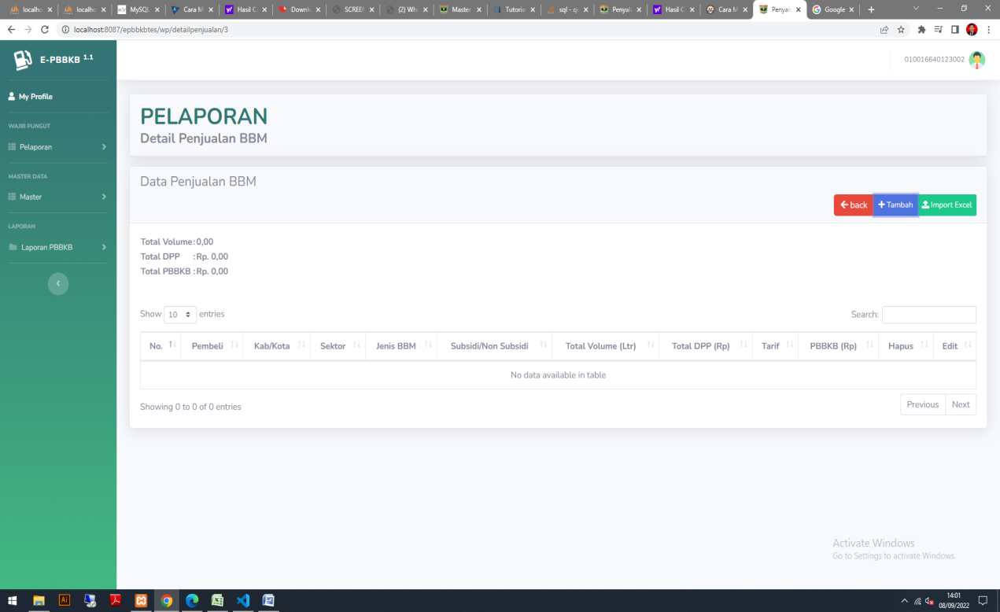 localho
localho
MySQL
Cara M
Hasil C
Downl
SCREE
(2) Wh
Master
Tutoria
sql - q
Penyal
Hasil C
Cara M
Penyal
Google
localhost:8087/epbbkbtes/wp/detailpenjualan/3
E-PBBKB 1.1
010016640123002
My Profile
WAJIB PUNGUT
Pelaporan
MASTER DATA
Master
LAPORAN
Laporan PBBKB
PELAPORAN
Detail Penjualan BBM
Data Penjualan BBM
back
Tambah
Import Excel
Total Volume : 0,00
Total DPP : Rp. 0,00
Total PBBKB : Rp. 0,00
Show 10 entries
Search:
No. Pembeli Kab/Kota Sektor Jenis BBM Subsidi/Non Subsidi Total Volume (Ltr) Total DPP (Rp) Tarif PBBKB (Rp) Hapus Edit
No data available in table
Showing 0 to 0 of 0 entries
Previous Next
Activate Windows
Go to Settings to activate Windows.
Ai
14:01
08/09/2022